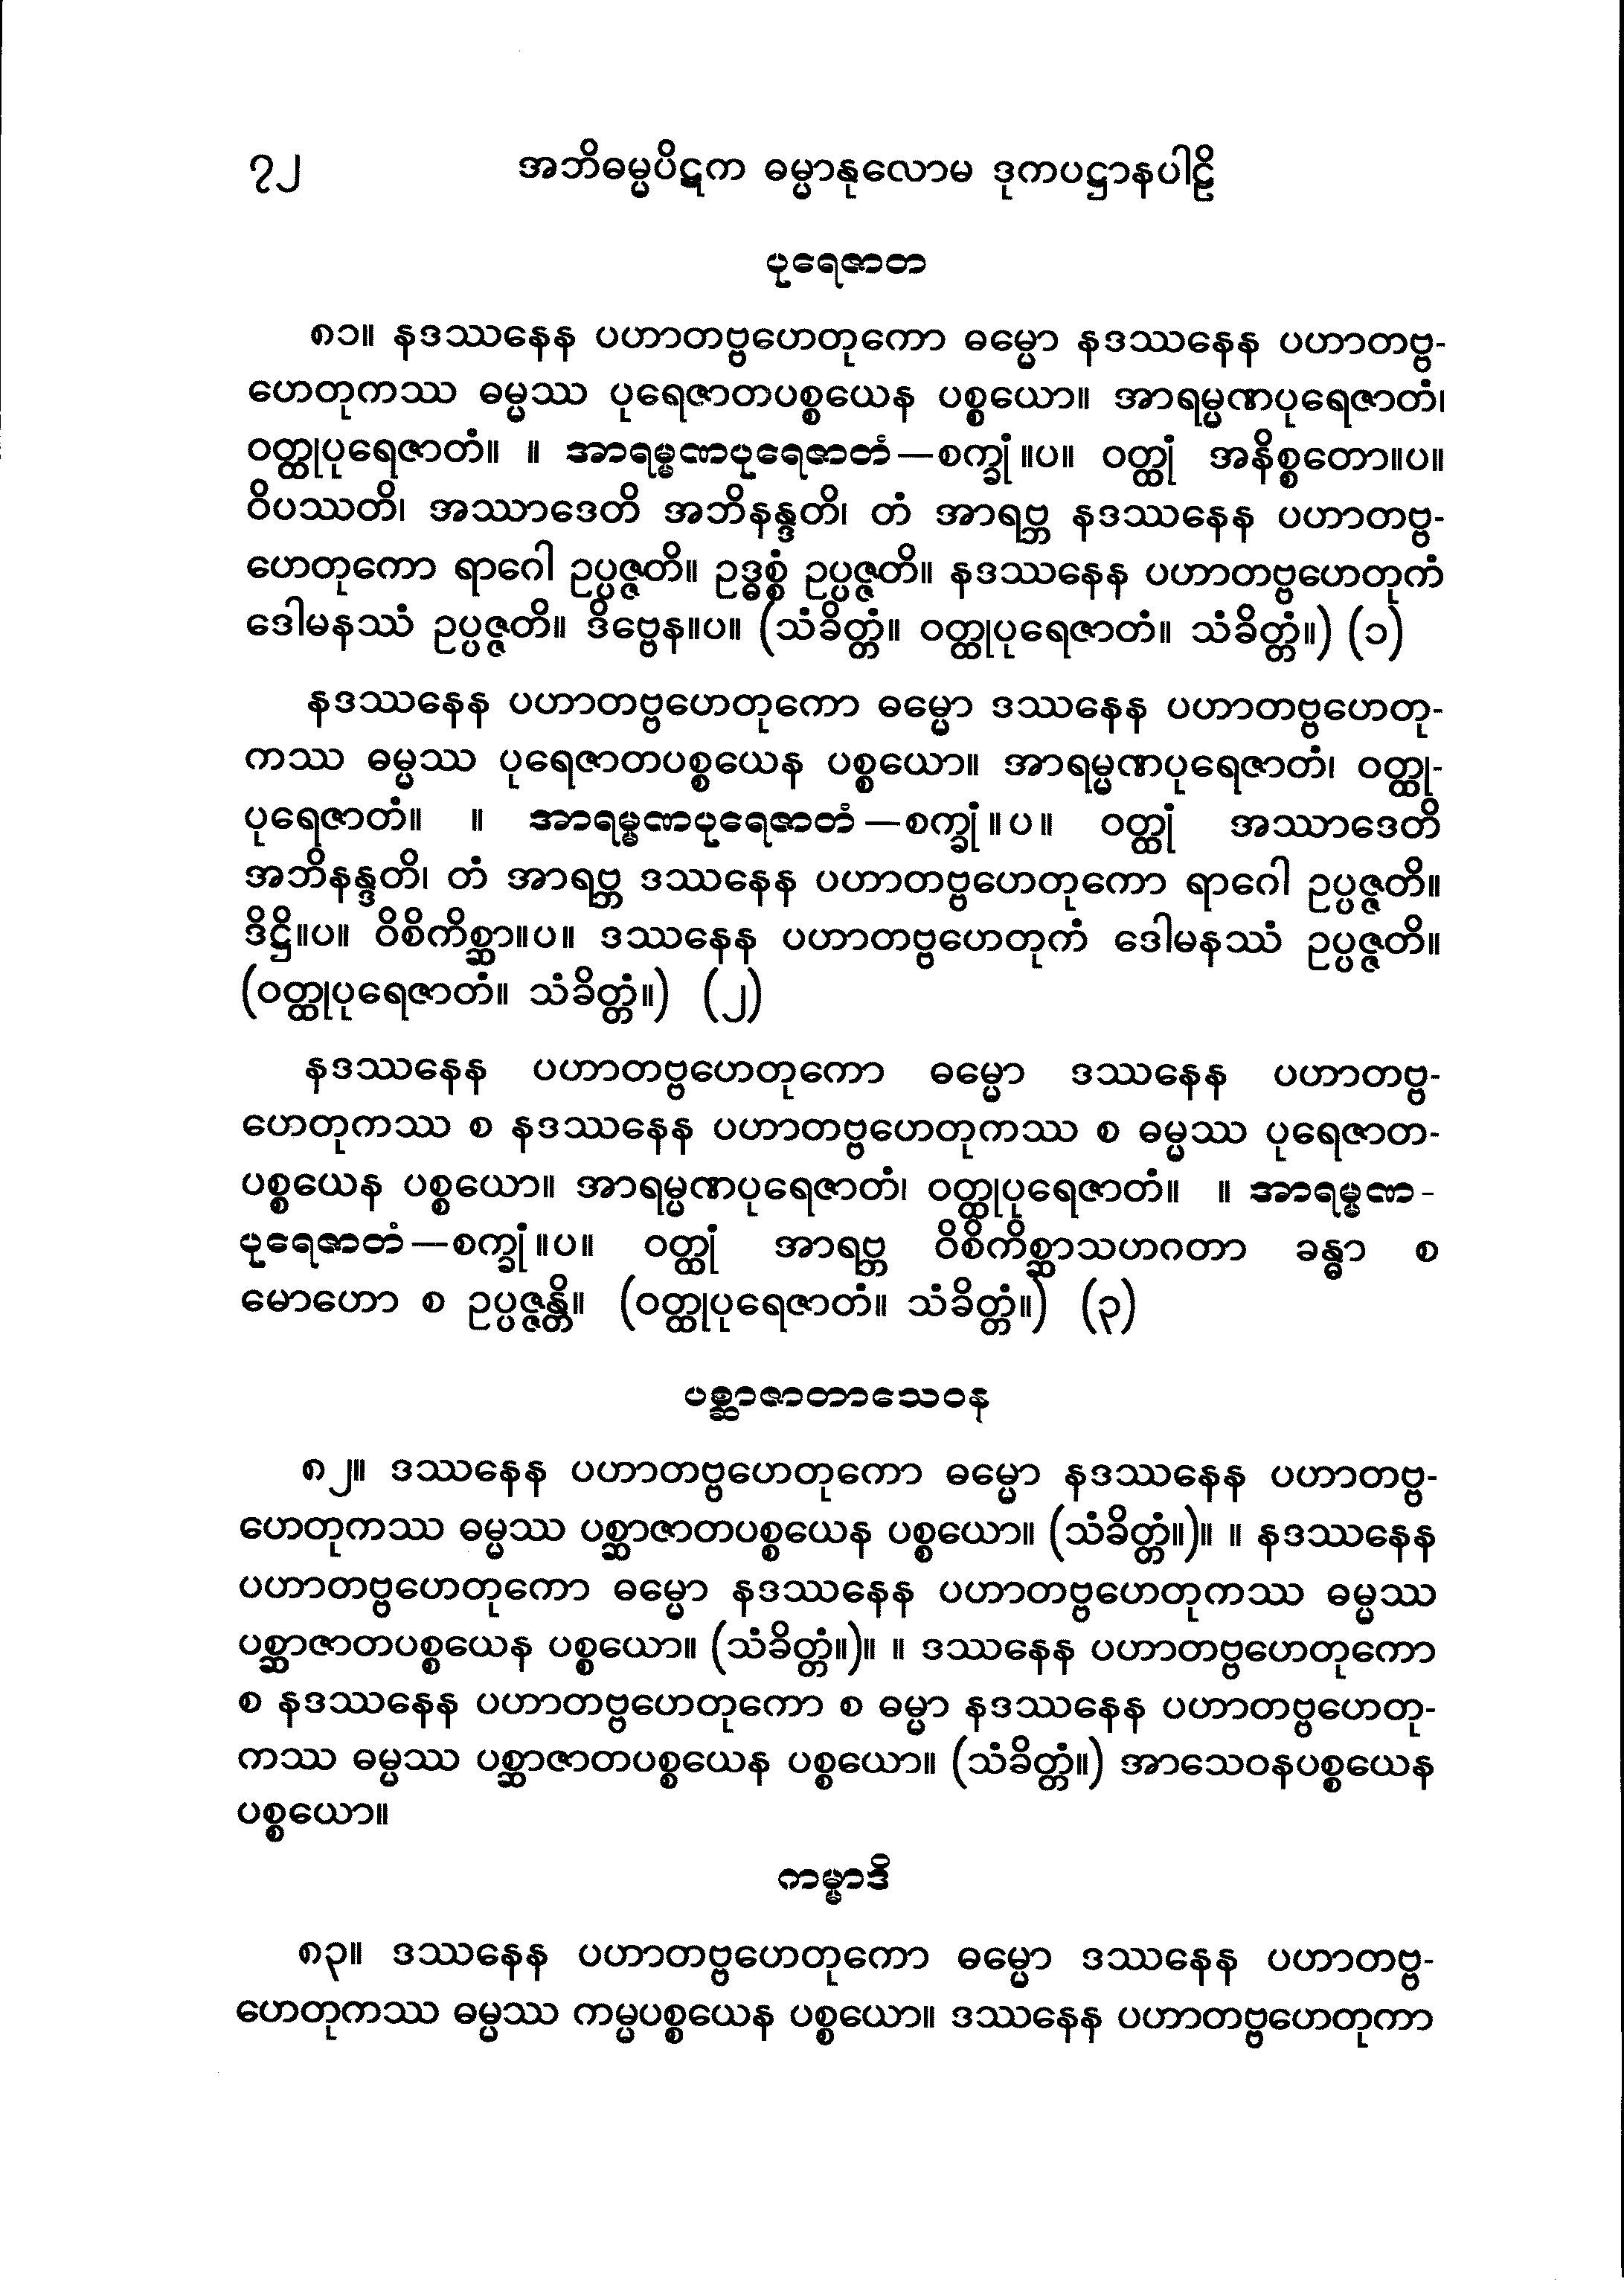 ၇၂ အဘိဓမ္မပိဋက ဓမ္မာနုလောမ ဒုကပဋ္ဌာနပါဠိ
ပုရေဇာတ
၈၁။ နဒဿနေန ပဟာတဗ္ဗဟေတုကော ဓမ္မော နဒဿနေန ပဟာတဗ္ဗ-
ဟေတုကဿ ဓမ္မဿ ပုရေဇာတပစ္စယေန ပစ္စယော။ အာရမ္မဏပုရေဇာတံ၊
ဝတ္ထုပုရေဇာတံ။ ။ အာရမ္မဏပုရေဇာတံ—စက္ခုံ။ပ။ ဝတ္ထုံ အနိစ္စတော။ပ။
ဝိပဿတိ၊ အဿာဒေတိ အဘိနန္ဒတိ၊ တံ အာရဗ္ဘ နဒဿနေန ပဟာတဗ္ဗ-
ဟေတုကော ရာဂေါ ဥပ္ပဇ္ဇတိ။ ဥဒ္ဓစ္စံ ဥပ္ပဇ္ဇတိ။ နဒဿနေန ပဟာတဗ္ဗဟေတုကံ
ဒေါမနဿံ ဥပ္ပဇ္ဇတိ။ ဒိဗ္ဗေန။ပ။ (သံခိတ္တံ။ ဝတ္ထုပုရေဇာတံ။ သံခိတ္တံ။) (၁)
နဒဿနေန ပဟာတဗ္ဗဟေတုကော ဓမ္မော ဒဿနေန ပဟာတဗ္ဗဟေတု-
ကဿ ဓမ္မဿ ပုရေဇာတပစ္စယေန ပစ္စယော။ အာရမ္မဏပုရေဇာတံ၊ ဝတ္ထု-
ပုရေဇာတံ။ ။ အာရမ္မဏပုရေဇာတံ—စက္ခုံ။ပ။ ဝတ္ထုံ အဿာဒေတိ
အဘိနန္ဒတိ၊ တံ အာရဗ္ဘ ဒဿနေန ပဟာတဗ္ဗဟေတုကော ရာဂေါ ဥပ္ပဇ္ဇတိ။
ဒိဋ္ဌိ။ပ။ ဝိစိကိစ္ဆာ။ပ။ ဒဿနေန ပဟာတဗ္ဗဟေတုကံ ဒေါမနဿံ ဥပ္ပဇ္ဇတိ။
(ဝတ္ထုပုရေဇာတံ။ သံခိတ္တံ။) (၂)
နဒဿနေန ပဟာတဗ္ဗဟေတုကော ဓမ္မော ဒဿနေန ပဟာတဗ္ဗ-
ဟေတုကဿ စ နဒဿနေန ပဟာတဗ္ဗဟေတုကဿ စ ဓမ္မဿ ပုရေဇာတ-
ပစ္စယေန ပစ္စယော။ အာရမ္မဏပုရေဇာတံ၊ ဝတ္ထုပုရေဇာတံ။ ။ အာရမ္မဏ-
ပုရေဇာတံ—စက္ခုံ။ပ။ ဝတ္ထုံ အာရဗ္ဘ ဝိစိကိစ္ဆာသဟဂတာ ခန္ဓာ စ
မောဟော စ ဥပ္ပဇ္ဇန္တိ။ (ဝတ္ထုပုရေဇာတံ။ သံခိတ္တံ။) (၃)
ပစ္ဆာဇာတာသေဝန
၈၂။ ဒဿနေန ပဟာတဗ္ဗဟေတုကော ဓမ္မော နဒဿနေန ပဟာတဗ္ဗ-
ဟေတုကဿ ဓမ္မဿ ပစ္ဆာဇာတပစ္စယေန ပစ္စယော။ (သံခိတ္တံ။)။ ။ နဒဿနေန
ပဟာတဗ္ဗဟေတုကော ဓမ္မော နဒဿနေန ပဟာတဗ္ဗဟေတုကဿ ဓမ္မဿ
ပစ္ဆာဇာတပစ္စယေန ပစ္စယော။ (သံခိတ္တံ။)။ ။ ဒဿနေန ပဟာတဗ္ဗဟေတုကော
စ နဒဿနေန ပဟာတဗ္ဗဟေတုကော စ ဓမ္မာ နဒဿနေန ပဟာတဗ္ဗဟေတု-
ကဿ ဓမ္မဿ ပစ္ဆာဇာတပစ္စယေန ပစ္စယော။ (သံခိတ္တံ။) အာသေဝနပစ္စယေန
ပစ္စယော။
ကမ္မာဒိ
၈၃။ ဒဿနေန ပဟာတဗ္ဗဟေတုကော ဓမ္မော ဒဿနေန ပဟာတဗ္ဗ-
ဟေတုကဿ ဓမ္မဿ ကမ္မပစ္စယေန ပစ္စယော။ ဒဿနေန ပဟာတဗ္ဗဟေတုကာ